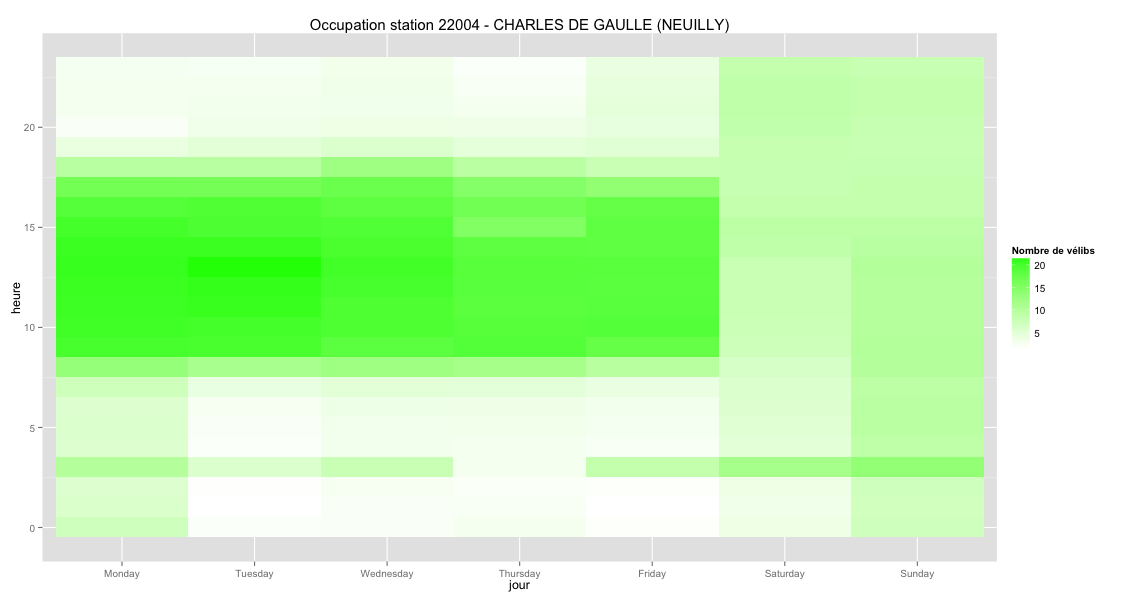 Occupation station 22004 - CHARLES DE GAULLE (NEUILLY)
20
15
10
5
0
heure
Monday
Tuesday
Wednesday
Thursday
Friday
Saturday
Sunday
jour
Nombre de vélibs
20
15
10
5